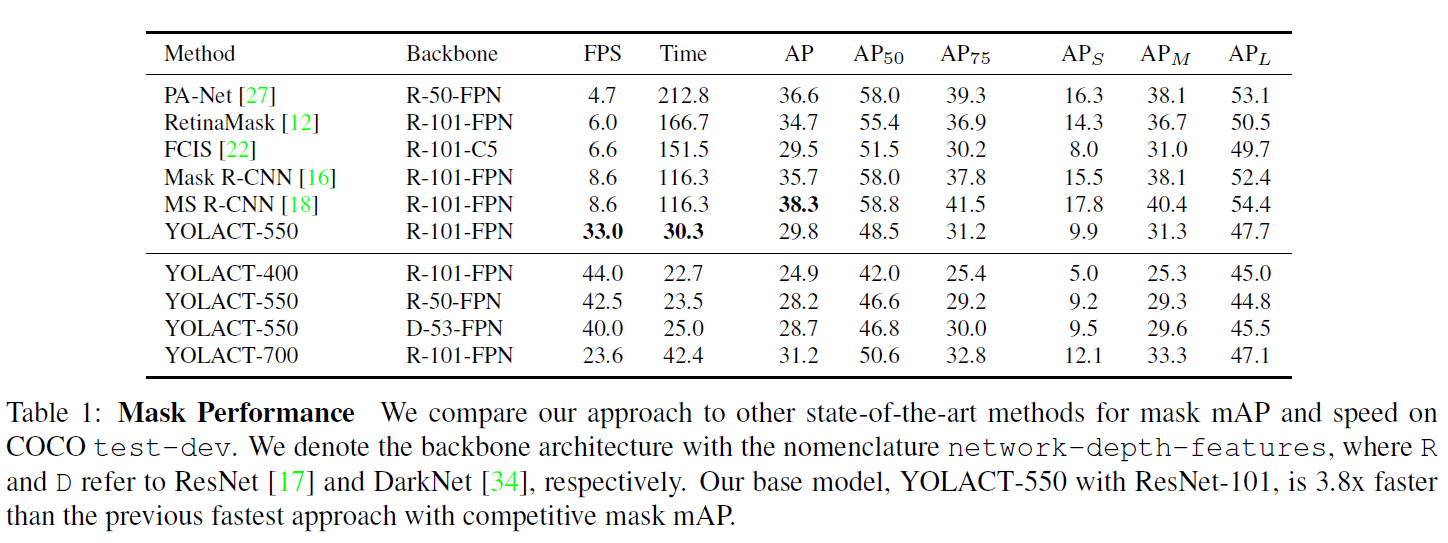 Method Backbone FPS Time AP AP50 AP75 APS APM APL
PA-Net [27] R-50-FPN 4.7 212.8 36.6 58.0 39.3 16.3 38.1 53.1
RetinaMask [12] R-101-FPN 6.0 166.7 34.7 55.4 36.9 14.3 36.7 50.5
FCIS [22] R-101-C5 6.6 151.5 29.5 51.5 30.2 8.0 31.0 49.7
Mask R-CNN [16] R-101-FPN 8.6 116.3 35.7 58.0 37.8 15.5 38.1 52.4
MS R-CNN [18] R-101-FPN 8.6 116.3 38.3 58.8 41.5 17.8 40.4 54.4
YOLACT-550 R-101-FPN 33.0 30.3 29.8 48.5 31.2 9.9 31.3 47.7
YOLACT-400 R-101-FPN 44.0 22.7 24.9 42.0 25.4 5.0 25.3 45.0
YOLACT-550 R-50-FPN 42.5 23.5 28.2 46.6 29.2 9.2 29.3 44.8
YOLACT-550 D-53-FPN 40.0 25.0 28.7 46.8 30.0 9.5 29.6 45.5
YOLACT-700 R-101-FPN 23.6 42.4 31.2 50.6 32.8 12.1 33.3 47.1
Table 1: Mask Performance We compare our approach to other state-of-the-art methods for mask mAP and speed on
COCO test-dev. We denote the backbone architecture with the nomenclature network-depth-features, where R
and D refer to ResNet [17] and DarkNet [34], respectively. Our base model, YOLACT-550 with ResNet-101, is 3.8x faster
than the previous fastest approach with competitive mask mAP.